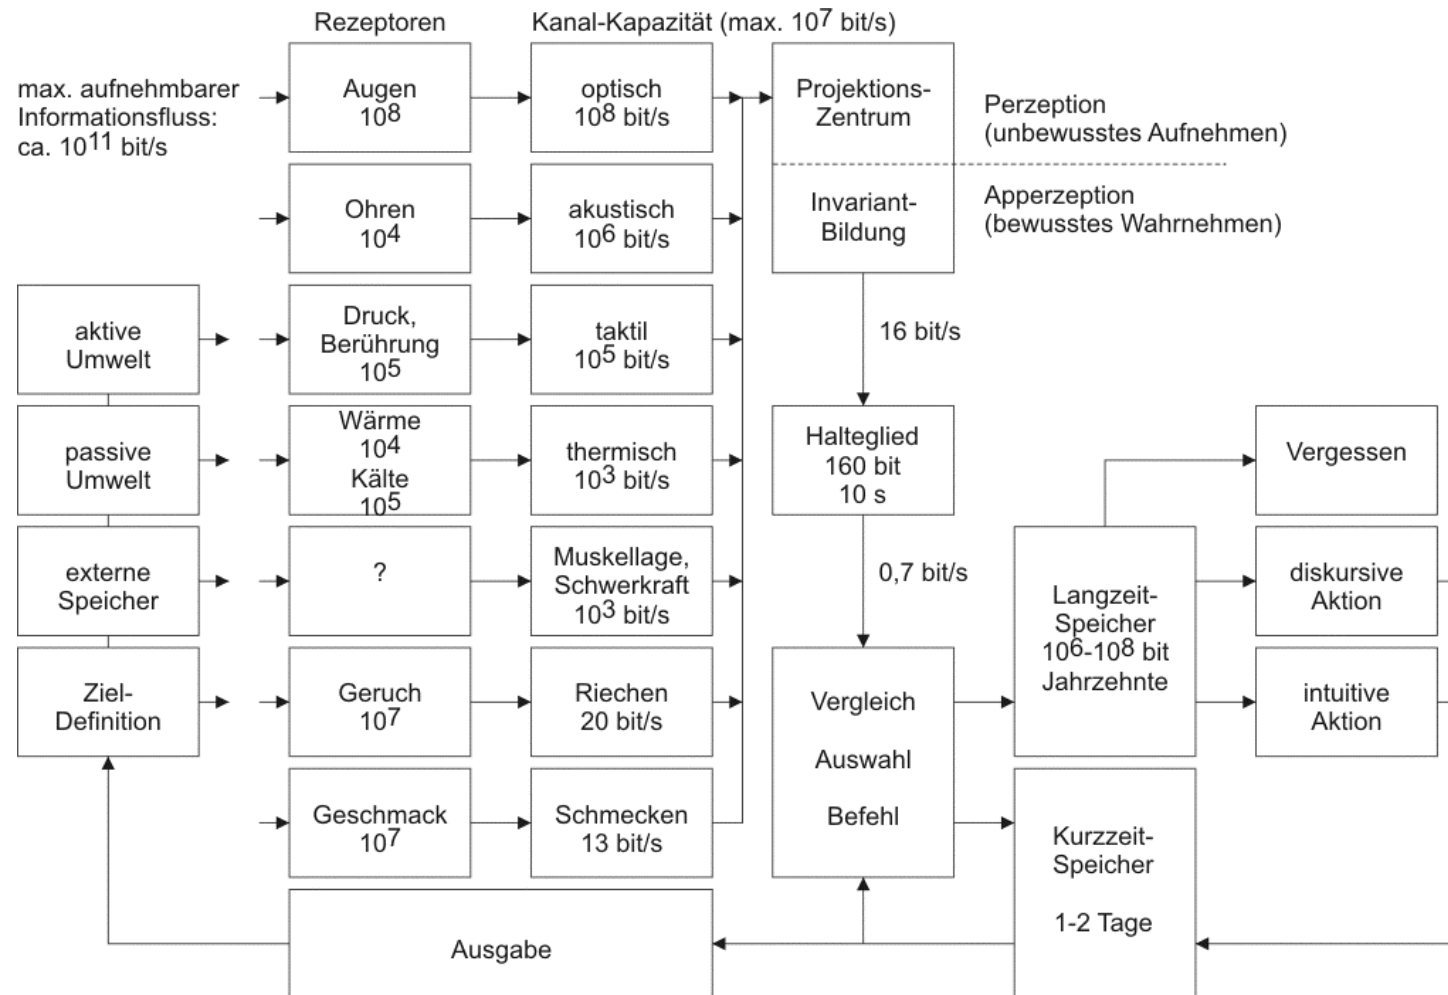 Rezeptoren
Kanal-Kapazität (max. 10⁷ bit/s)
max. aufnehmbarer
Informationsfluss:
ca. 10¹¹ bit/s
Augen
10⁸
optisch
10⁸ bit/s
Projektions-
Zentrum
Perzeption
(unbewusstes Aufnehmen)
Ohren
10⁴
akustisch
10⁶ bit/s
Invariant-
Bildung
Apperzeption
(bewusstes Wahrnehmen)
aktive
Umwelt
Druck,
Berührung
10⁵
taktil
10⁵ bit/s
16 bit/s
passive
Umwelt
Wärme
10⁴
Kälte
10⁵
thermisch
10³ bit/s
Halteglied
160 bit
10 s
Vergessen
externe
Speicher
?
Muskellage,
Schwerkraft
10³ bit/s
0,7 bit/s
Langzeit-
Speicher
10⁶-10⁸ bit
Jahrzehnte
diskursive
Aktion
Ziel-
Definition
Geruch
10⁷
Riechen
20 bit/s
Vergleich
Auswahl
Befehl
intuitive
Aktion
Geschmack
10⁷
Schmecken
13 bit/s
Kurzzeit-
Speicher
1-2 Tage
Ausgabe